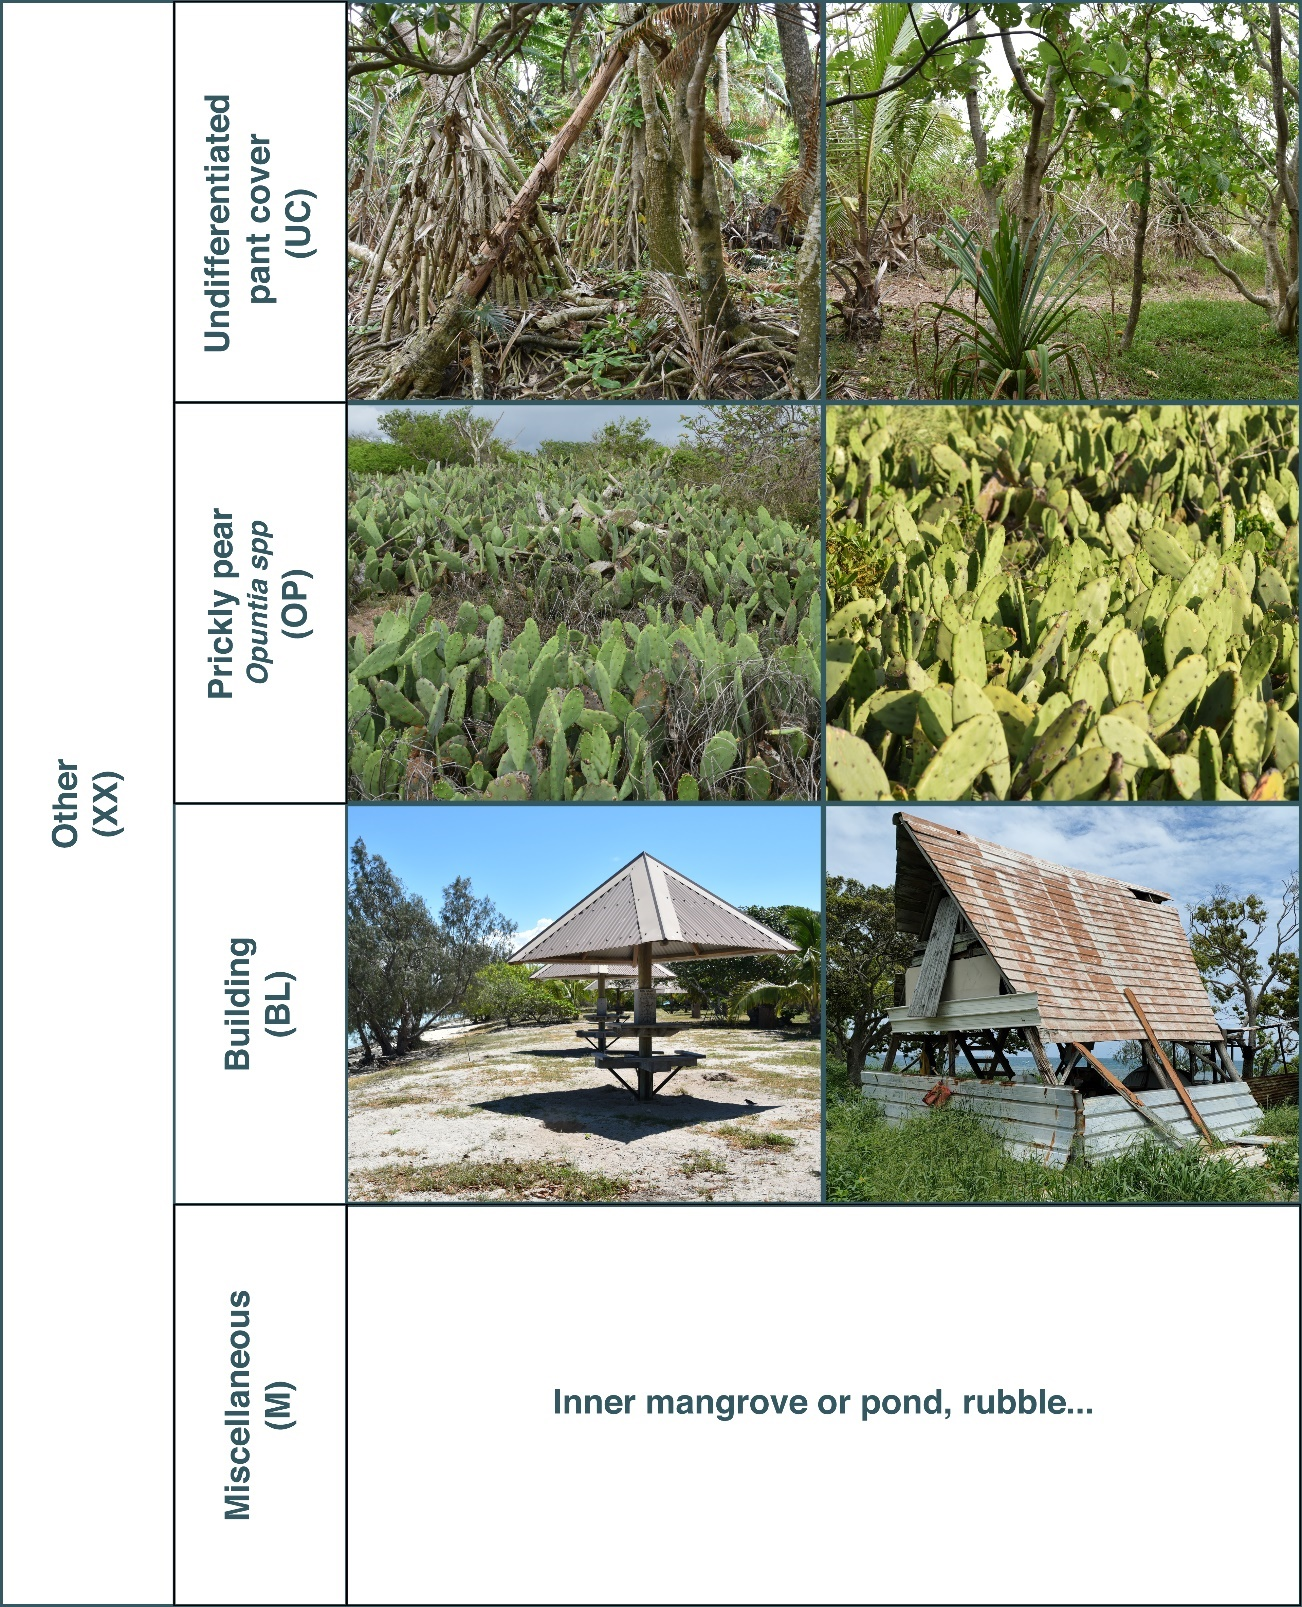 Other
(XX)
Undifferentiated
pant cover
(UC)
Prickly pear
Opuntia spp
(OP)
Building
(BL)
Miscellaneous
(M)
Inner mangrove or pond, rubble...